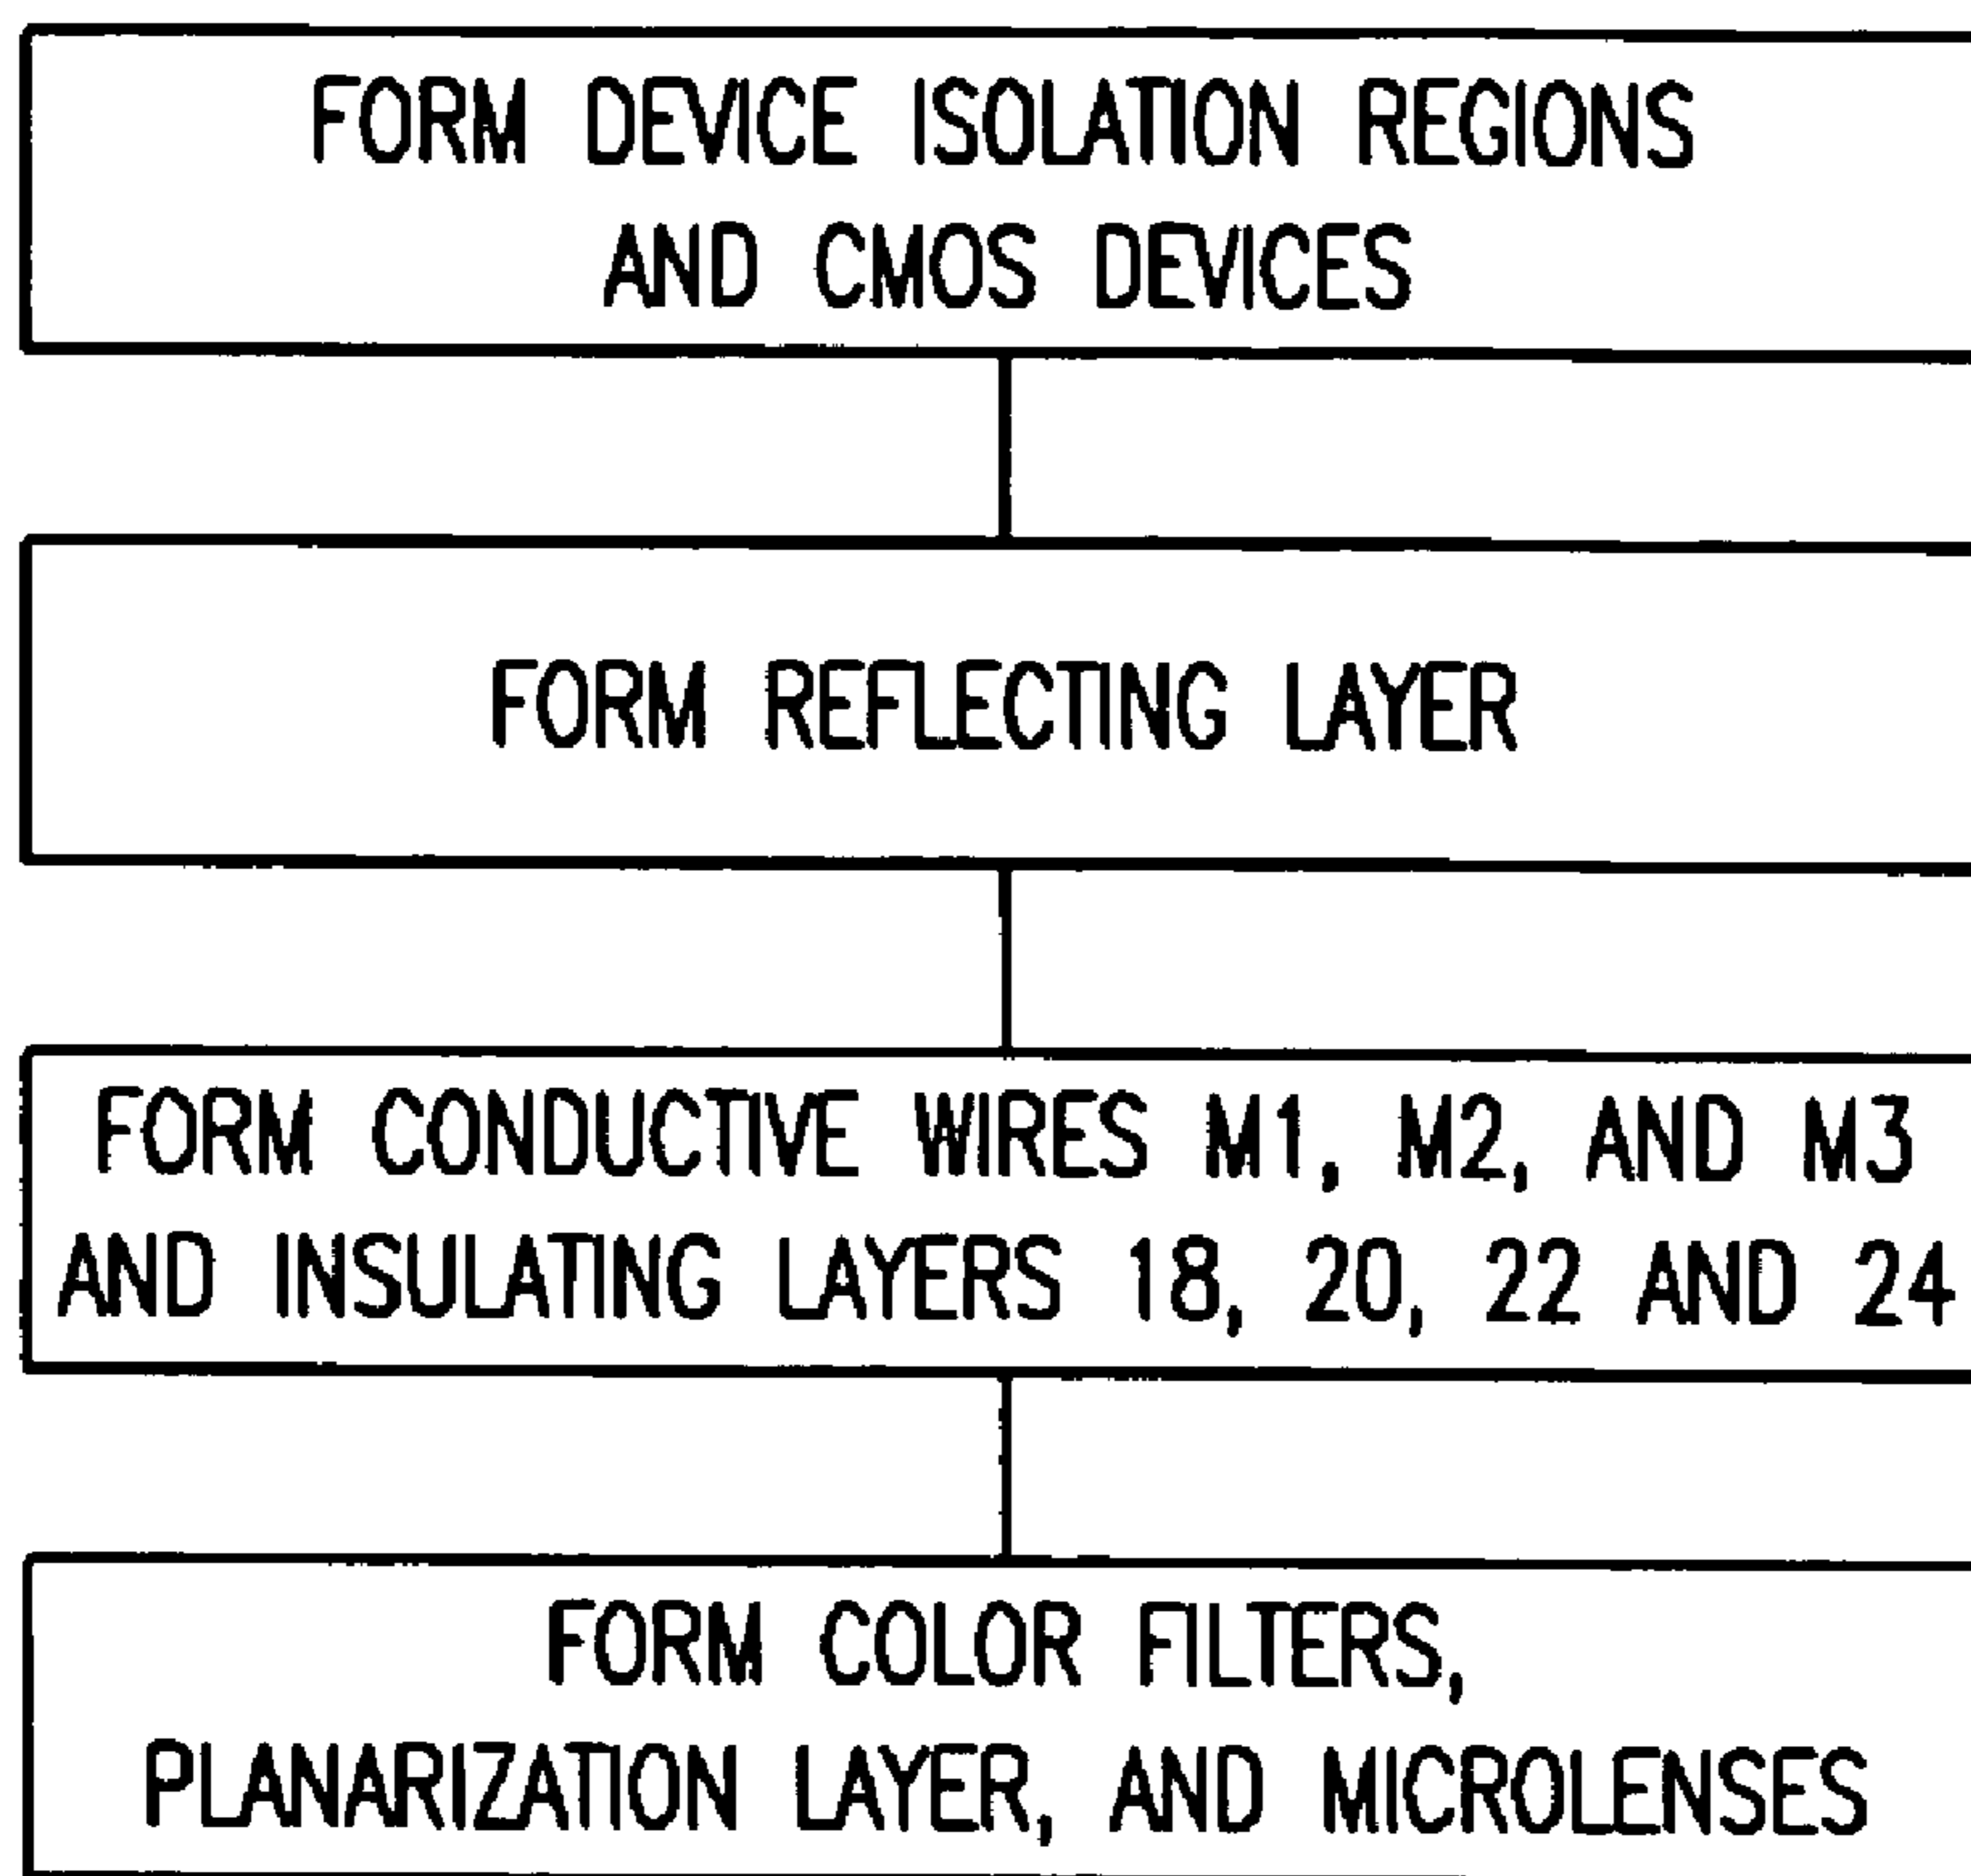 FORM DEVICE ISOLATION REGIONS
AND CMOS DEVICES
FORM REFLECTING LAYER
FORM CONDUCTIVE WIRES M1, M2, AND M3
AND INSULATING LAYERS 18, 20, 22 AND 24
FORM COLOR FILTERS,
PLANARIZATION LAYER, AND MICROLENSES